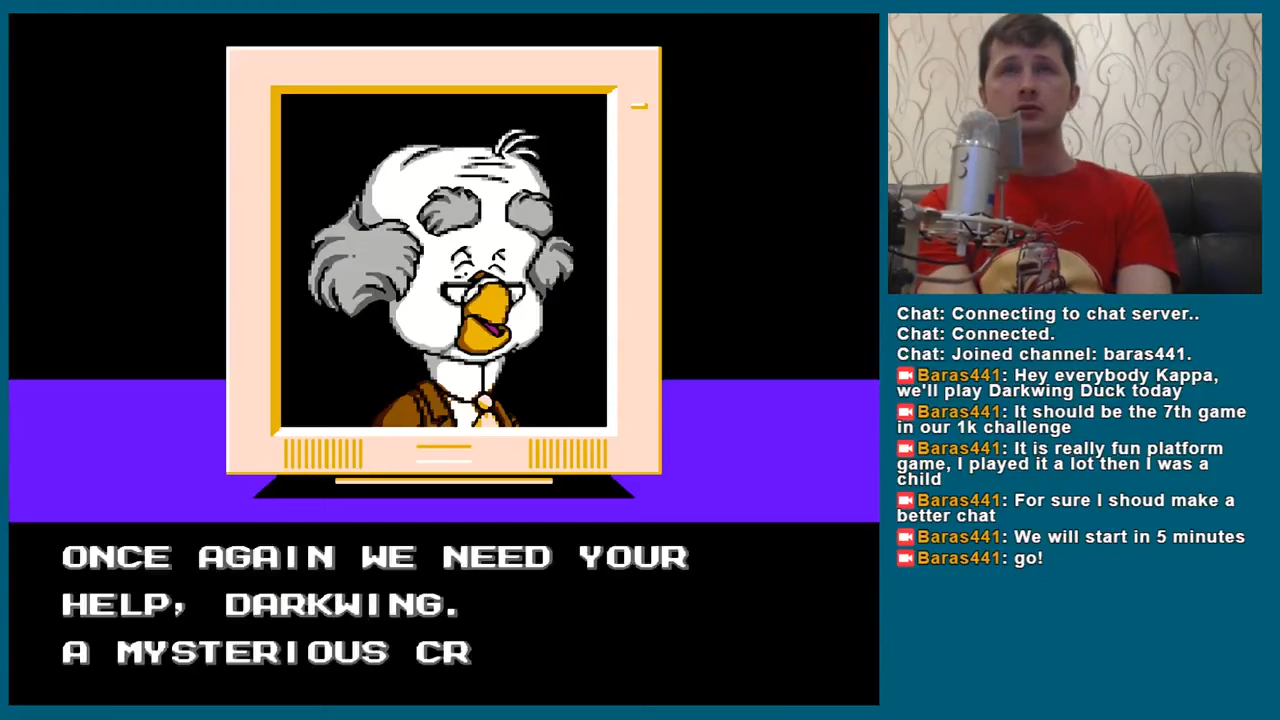 ONCE AGAIN WE NEED YOUR
HELP, DARKWING.
A MYSTERIOUS CR
Chat: Connecting to chat server..
Chat: Connected.
Chat: Joined channel: baras441.
Baras441: Hey everybody Kappa,
we'll play Darkwing Duck today
Baras441: It should be the 7th game
in our 1k challenge
Baras441: It is really fun platform
game, I played it a lot then I was a
child
Baras441: For sure I shoud make a
better chat
Baras441: We will start in 5 minutes
Baras441: go!